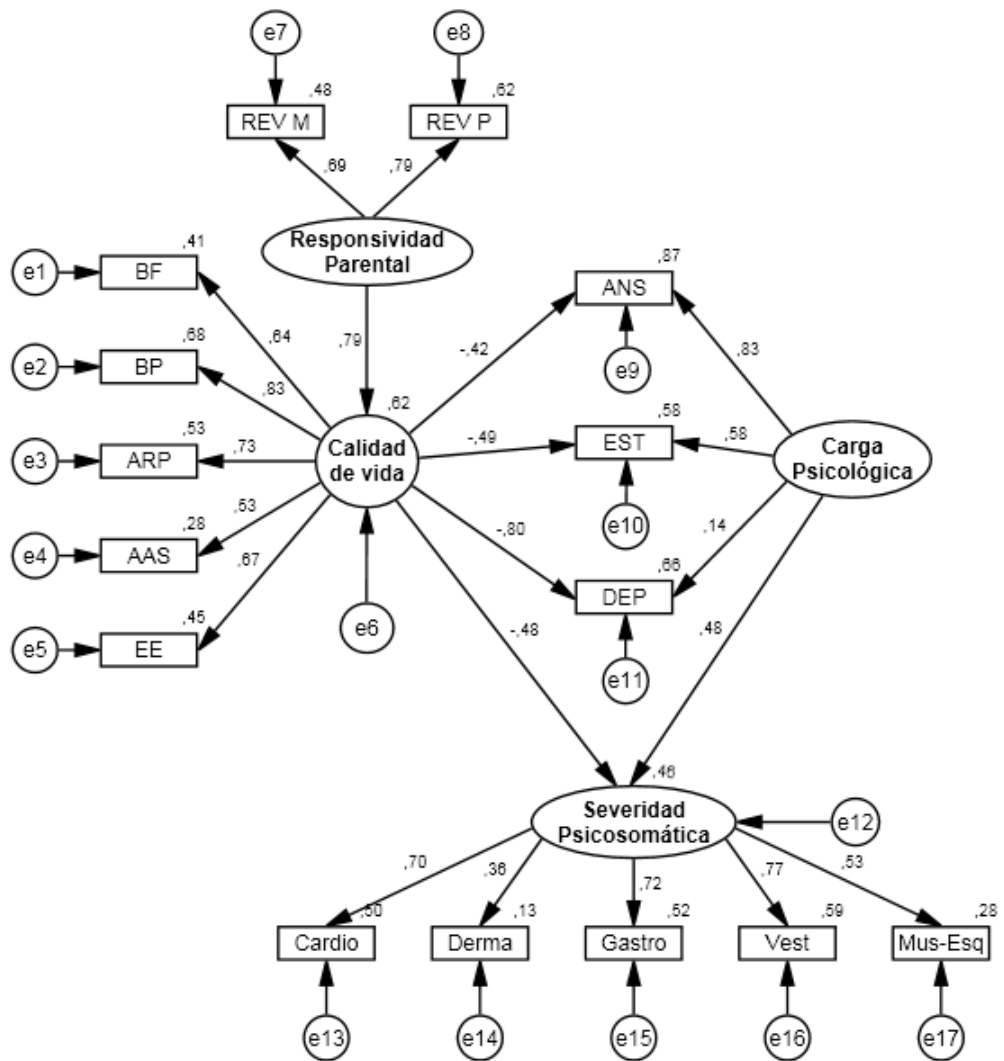 e7
e8
,48
,62
REV M
REV P
,69
,79
Responsividad
Parental
,41
,87
e1
BF
ANS
,64
,79
-,42
,83
,68
e2
BP
e9
,83
,62
,58
,53
Calidad
de vida
-,49
EST
,58
Carga
Psicológica
e3
ARP
,73
,53
e10
,28
-,80
,14
e4
AAS
,67
,66
DEP
,45
e6
-,48
,48
e5
EE
e11
,46
Severidad
Psicosomática
e12
,70
,36
,72
,77
,53
,50
,13
,52
,59
,28
Cardio
Derma
Gastro
Vest
Mus-Esq
e13
e14
e15
e16
e17